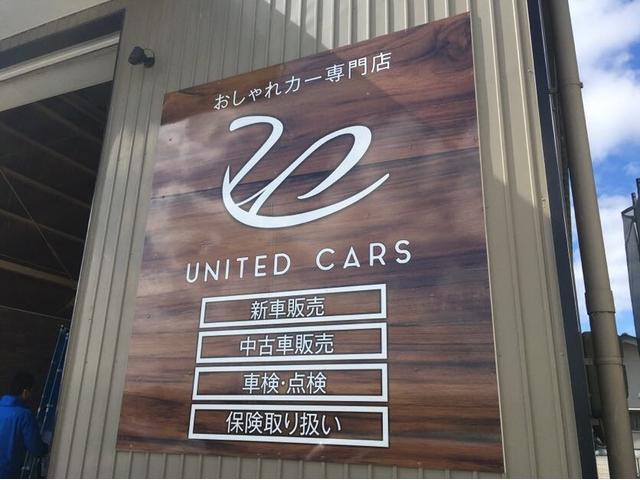 おしゃれカー専門店
UNITED CARS
新車販売
中古車販売
車検・点検
保険取り扱い